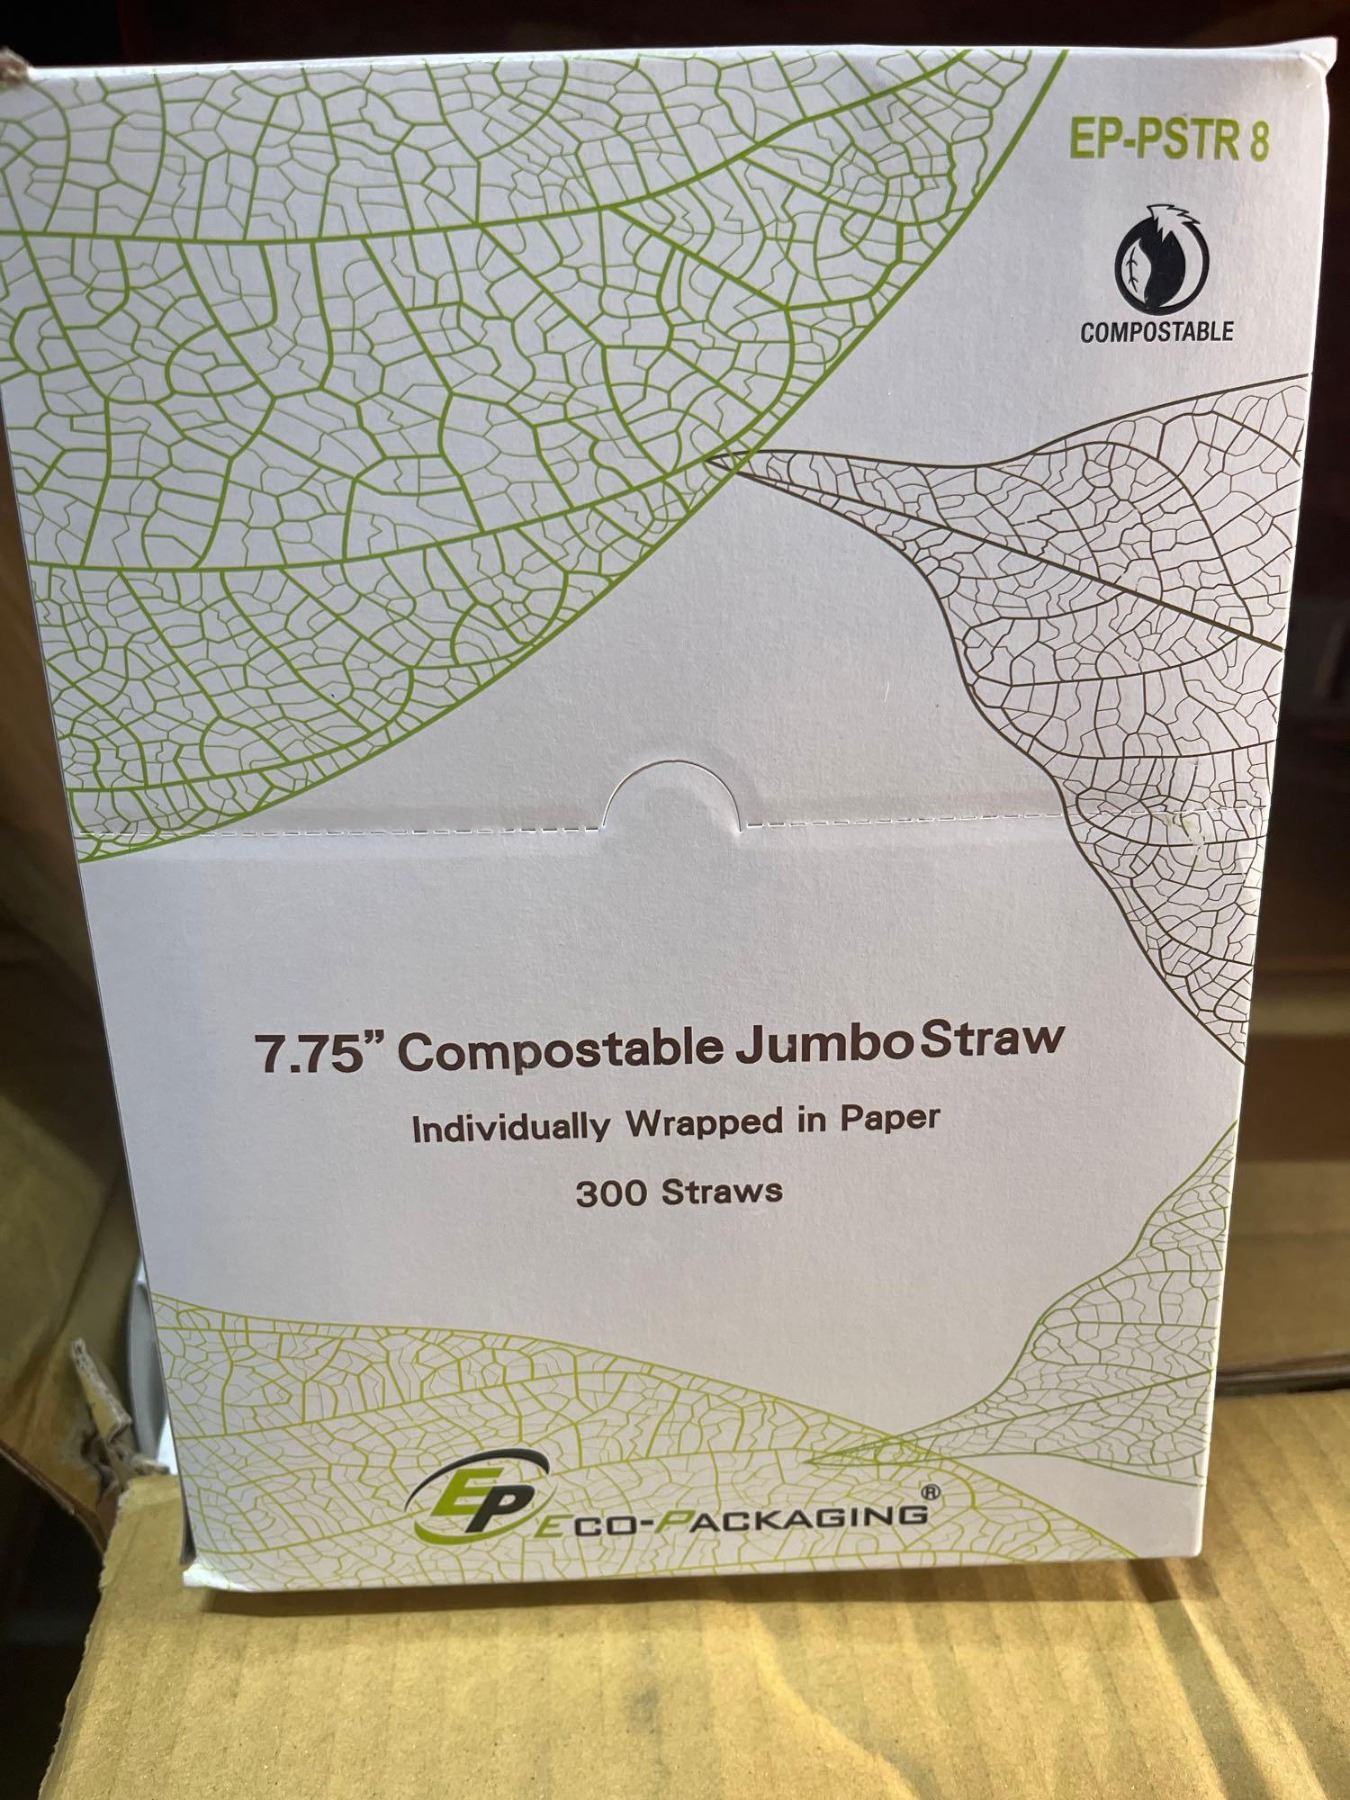 EP-PSTR 8
COMPOSTABLE
7.75” Compostable Jumbo Straw
Individually Wrapped in Paper
300 Straws
EP ECO-PACKAGING®